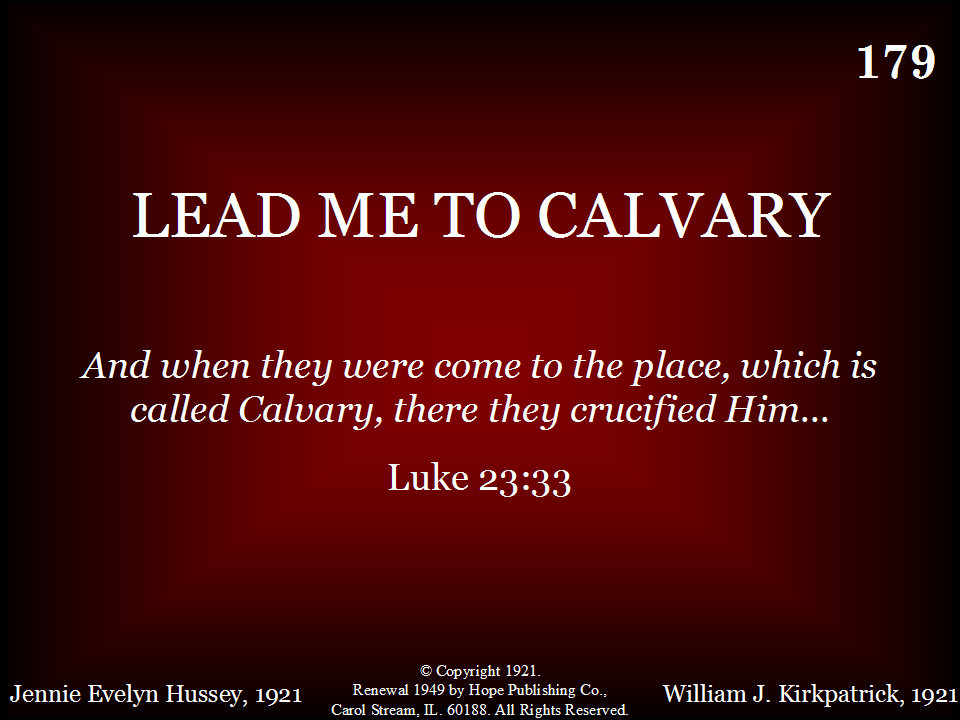 179
LEAD ME TO CALVARY
And when they were come to the place, which is
called Calvary, there they crucified Him...
Luke 23:33
Jennie Evelyn Hussey, 1921
© Copyright 1921.
Renewal 1949 by Hope Publishing Co.,
Carol Stream, IL. 60188. All Rights Reserved.
William J. Kirkpatrick, 1921